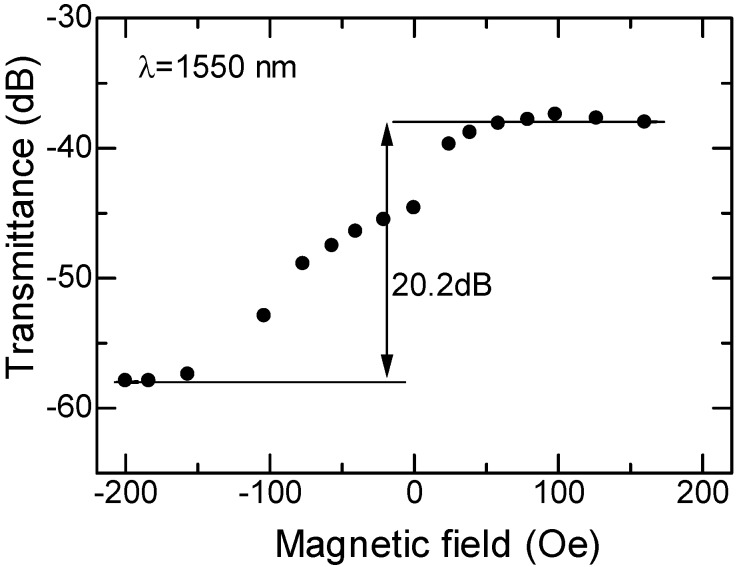 -30
λ=1550 nm
-40
20.2dB
-50
-60
Transmittance (dB)
-200 -100 0 100 200
Magnetic field (Oe)